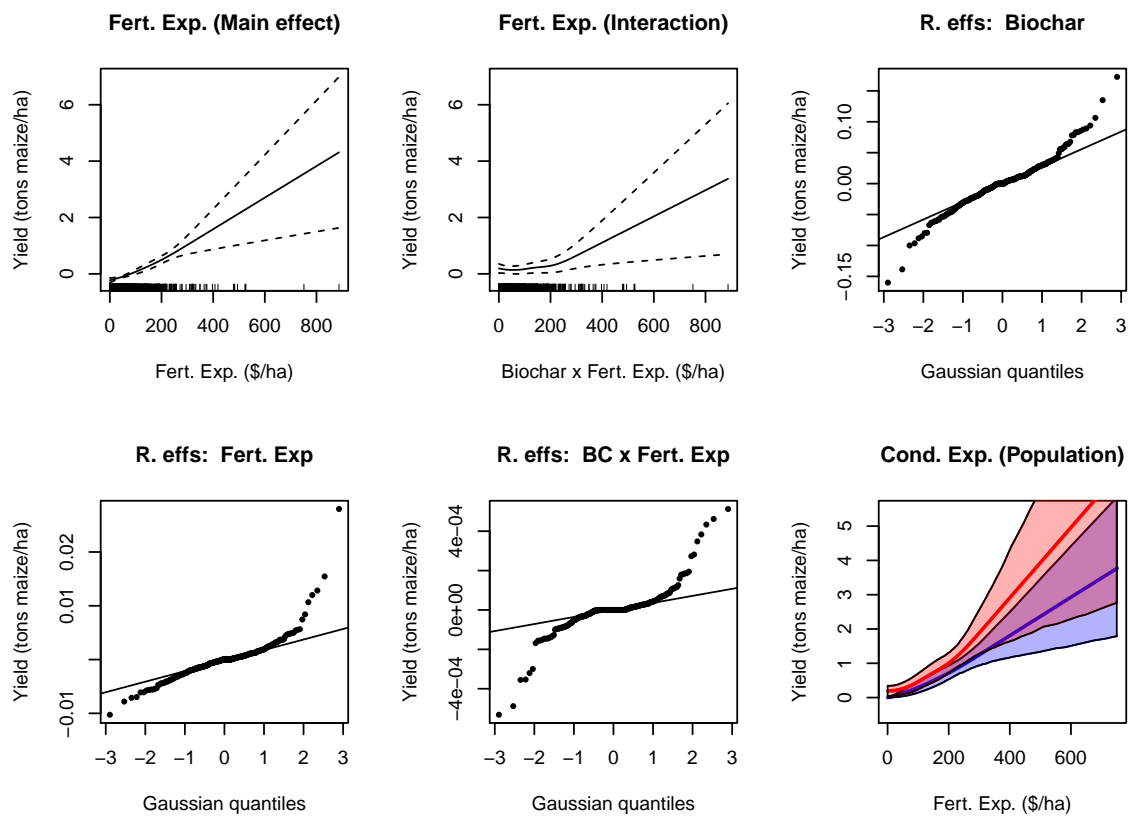 Fert. Exp. (Main effect)
Yield (tons maize/ha)
0 2 4 6
0 200 400 600 800
Fert. Exp. ($/ha)
Fert. Exp. (Interaction)
Yield (tons maize/ha)
0 2 4 6
0 200 400 600 800
Biochar x Fert. Exp. ($/ha)
R. effs: Biochar
Yield (tons maize/ha)
−0.15 0.00 0.10
−3 −2 −1 0 1 2 3
Gaussian quantiles
R. effs: Fert. Exp
Yield (tons maize/ha)
−0.01 0.01 0.02
−3 −2 −1 0 1 2 3
Gaussian quantiles
R. effs: BC x Fert. Exp
Yield (tons maize/ha)
−4e−04 0e+00 4e−04
−3 −2 −1 0 1 2 3
Gaussian quantiles
Cond. Exp. (Population)
Yield (tons maize/ha)
0 1 2 3 4 5
0 200 400 600
Fert. Exp. ($/ha)